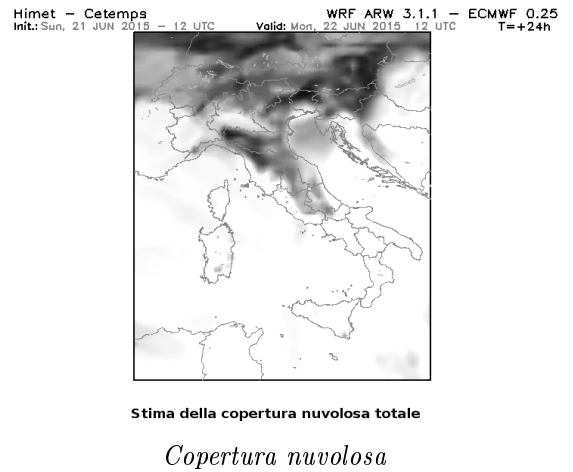 Himet – Cetemps WRF ARW 3.1.1 – ECMWF 0.25
Init.: Sun, 21 JUN 2015 – 12 UTC Valid: Mon, 22 JUN 2015 12 UTC T=+24h
Stima della copertura nuvolosa totale
Copertura nuvolosa